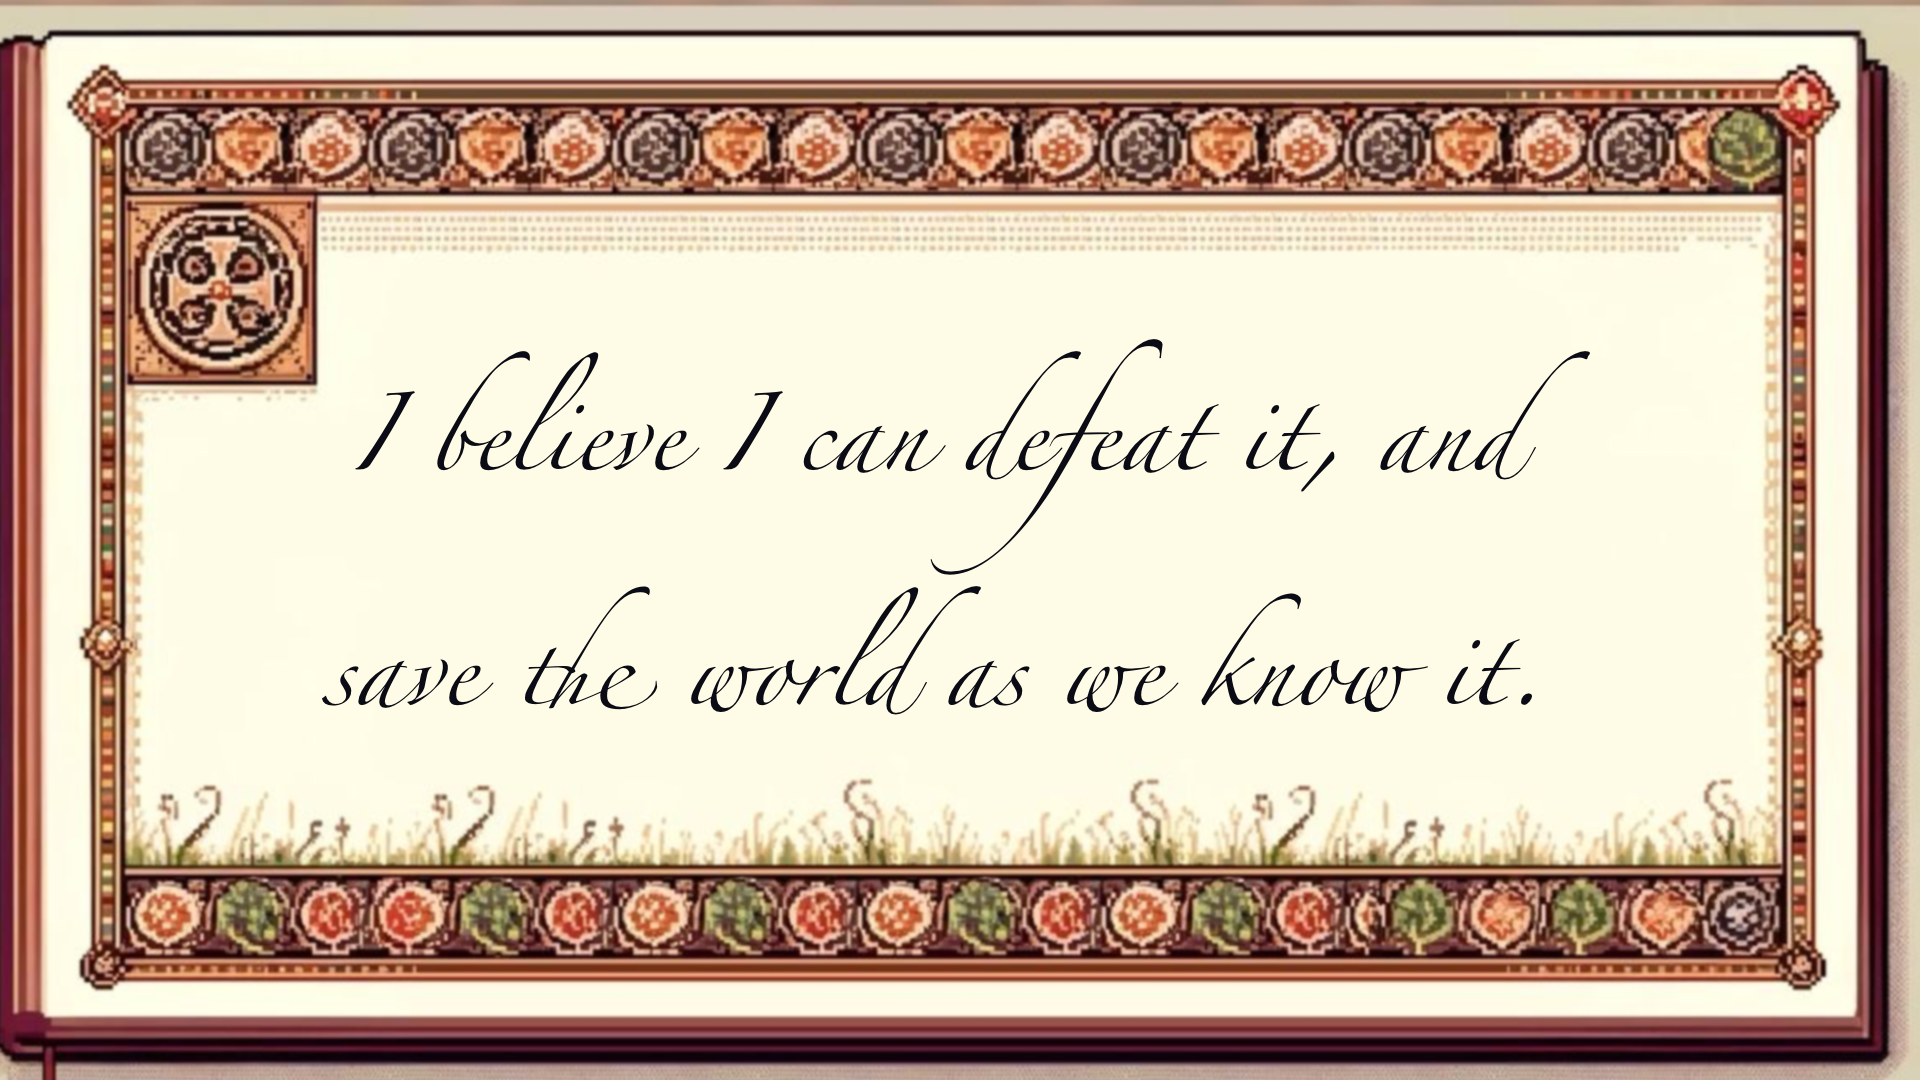 I believe I can defeat it, and
save the world as we know it.